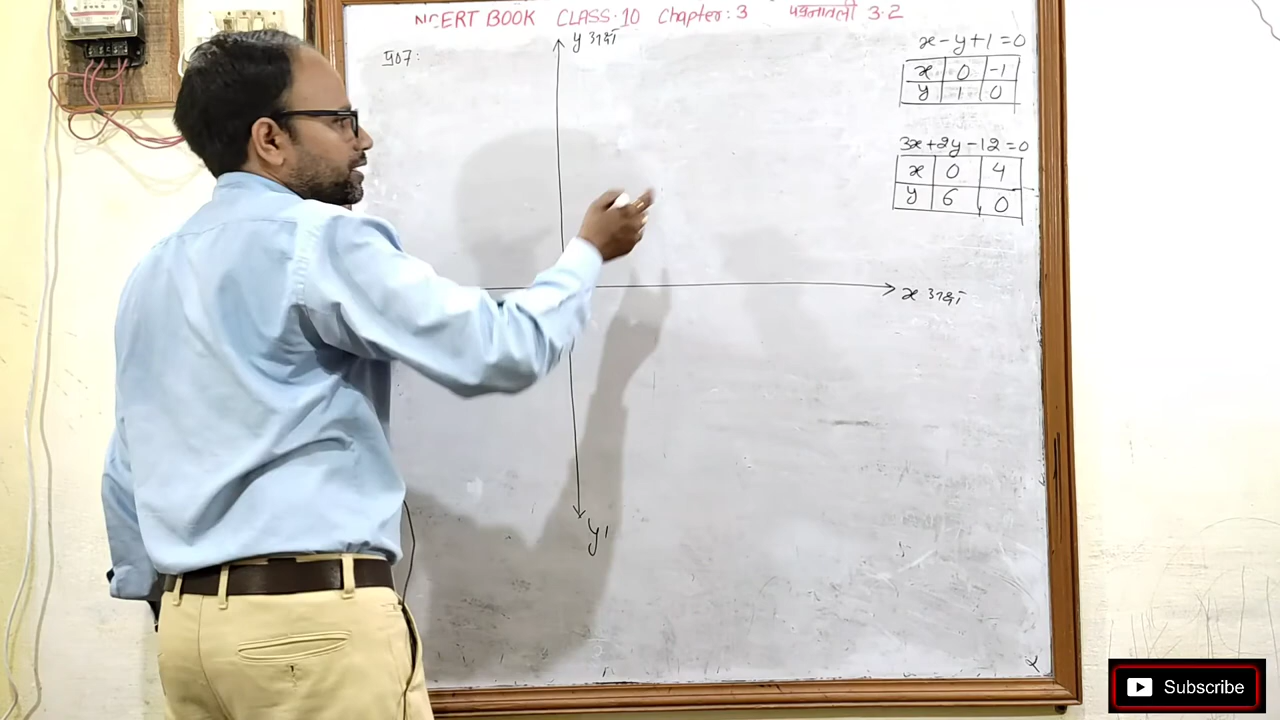 NCERT BOOK CLASS-10 Chapter: 3 प्रश्नावली 3.2
प्र07:
y अक्ष
x - y + 1 = 0
x 0 -1
y 1 0
3x + 2y - 12 = 0
x 0 4
y 6 0
x अक्ष
y'
Subscribe